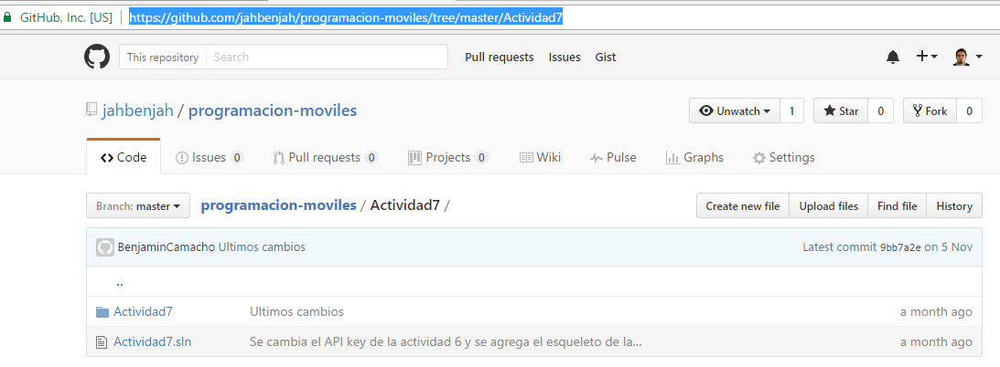 GitHub, Inc. [US] https://github.com/jahbenjah/programacion-moviles/tree/master/Actividad7
This repository Search Pull requests Issues Gist
jahbenjah / programacion-moviles Unwatch 1 Star 0 Fork 0
Code Issues 0 Pull requests 0 Projects 0 Wiki Pulse Graphs Settings
Branch: master programacion-moviles / Actividad7 / Create new file Upload files Find file History
BenjaminCamacho Ultimos cambios Latest commit 9bb7a2e on 5 Nov
..
Actividad7 Ultimos cambios a month ago
Actividad7.sln Se cambia el API key de la actividad 6 y se agrega el esqueleto de la... a month ago